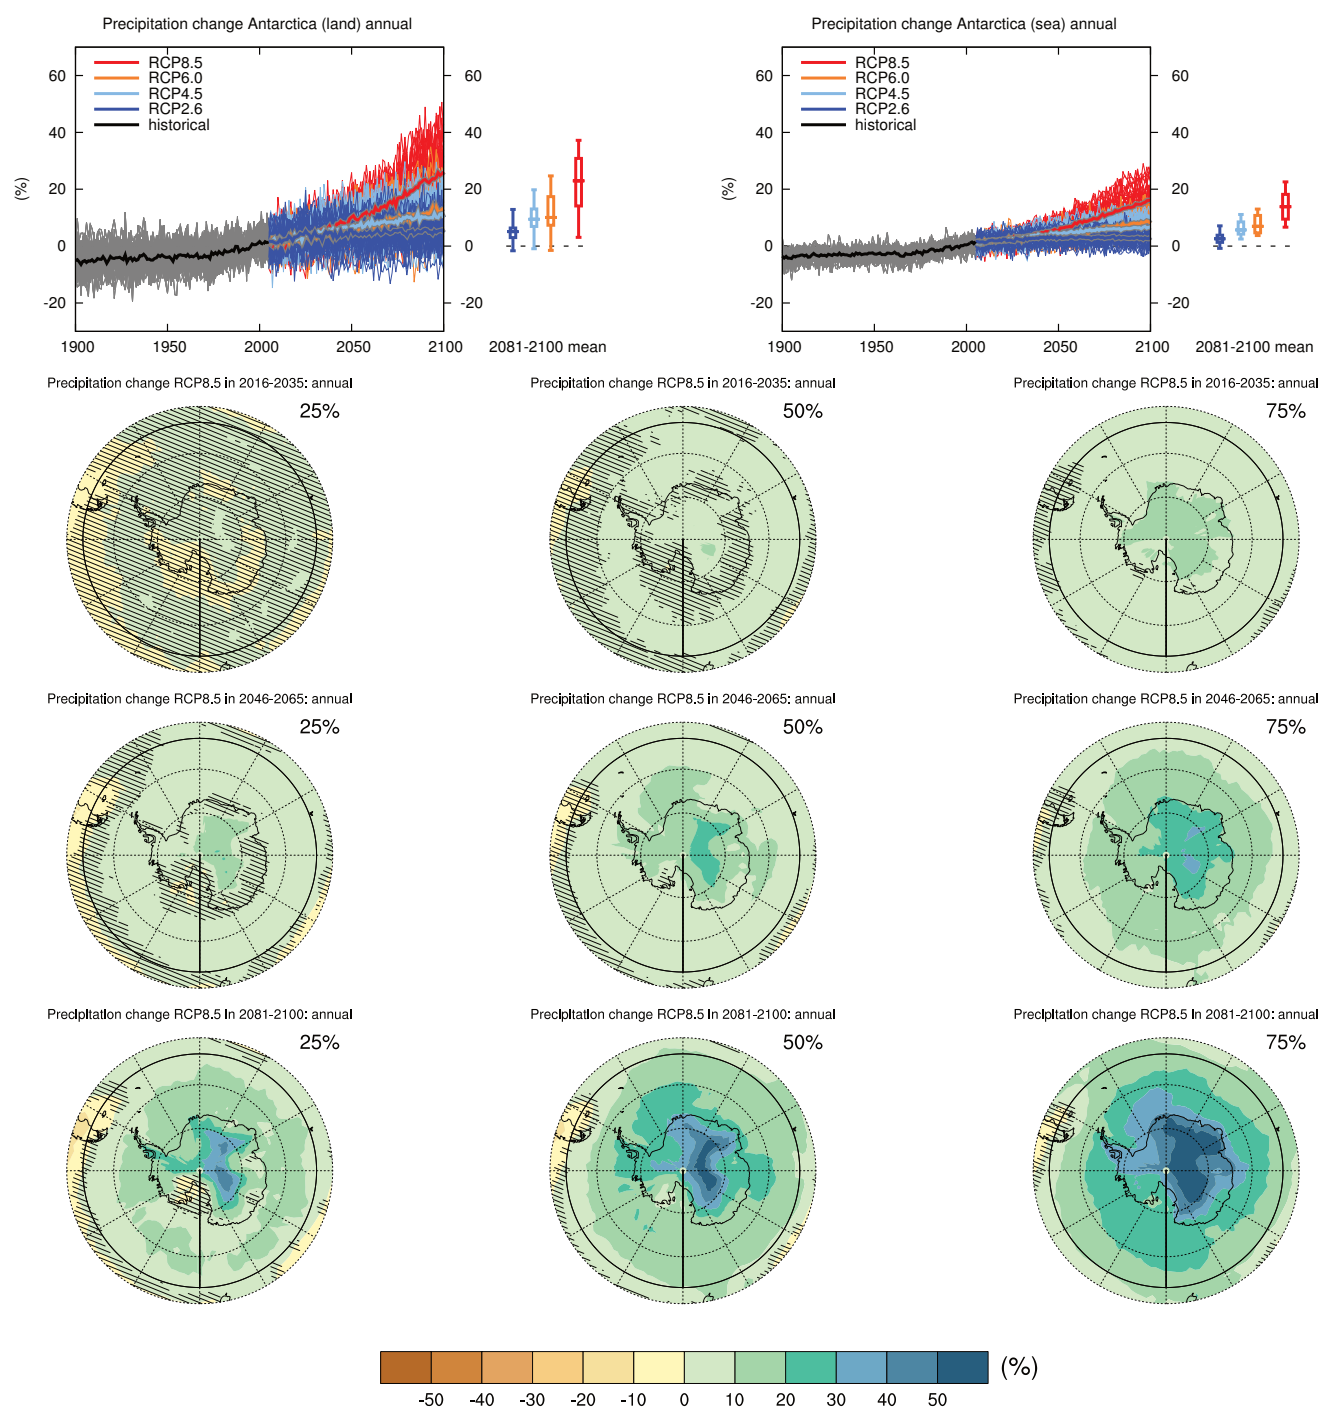 Precipitation change Antarctica (land) annual
Precipitation change Antarctica (sea) annual
(%)
60
40
20
0
-20
RCP8.5
RCP6.0
RCP4.5
RCP2.6
historical
60
40
20
0
-20
1900 1950 2000 2050 2100
2081-2100 mean
(%)
60
40
20
0
-20
RCP8.5
RCP6.0
RCP4.5
RCP2.6
historical
60
40
20
0
-20
1900 1950 2000 2050 2100
2081-2100 mean
Precipitation change RCP8.5 in 2016-2035: annual
25%
Precipitation change RCP8.5 in 2016-2035: annual
50%
Precipitation change RCP8.5 in 2016-2035: annual
75%
Precipitation change RCP8.5 in 2046-2065: annual
25%
Precipitation change RCP8.5 in 2046-2065: annual
50%
Precipitation change RCP8.5 in 2046-2065: annual
75%
Precipitation change RCP8.5 in 2081-2100: annual
25%
Precipitation change RCP8.5 in 2081-2100: annual
50%
Precipitation change RCP8.5 in 2081-2100: annual
75%
(%)
-50 -40 -30 -20 -10 0 10 20 30 40 50